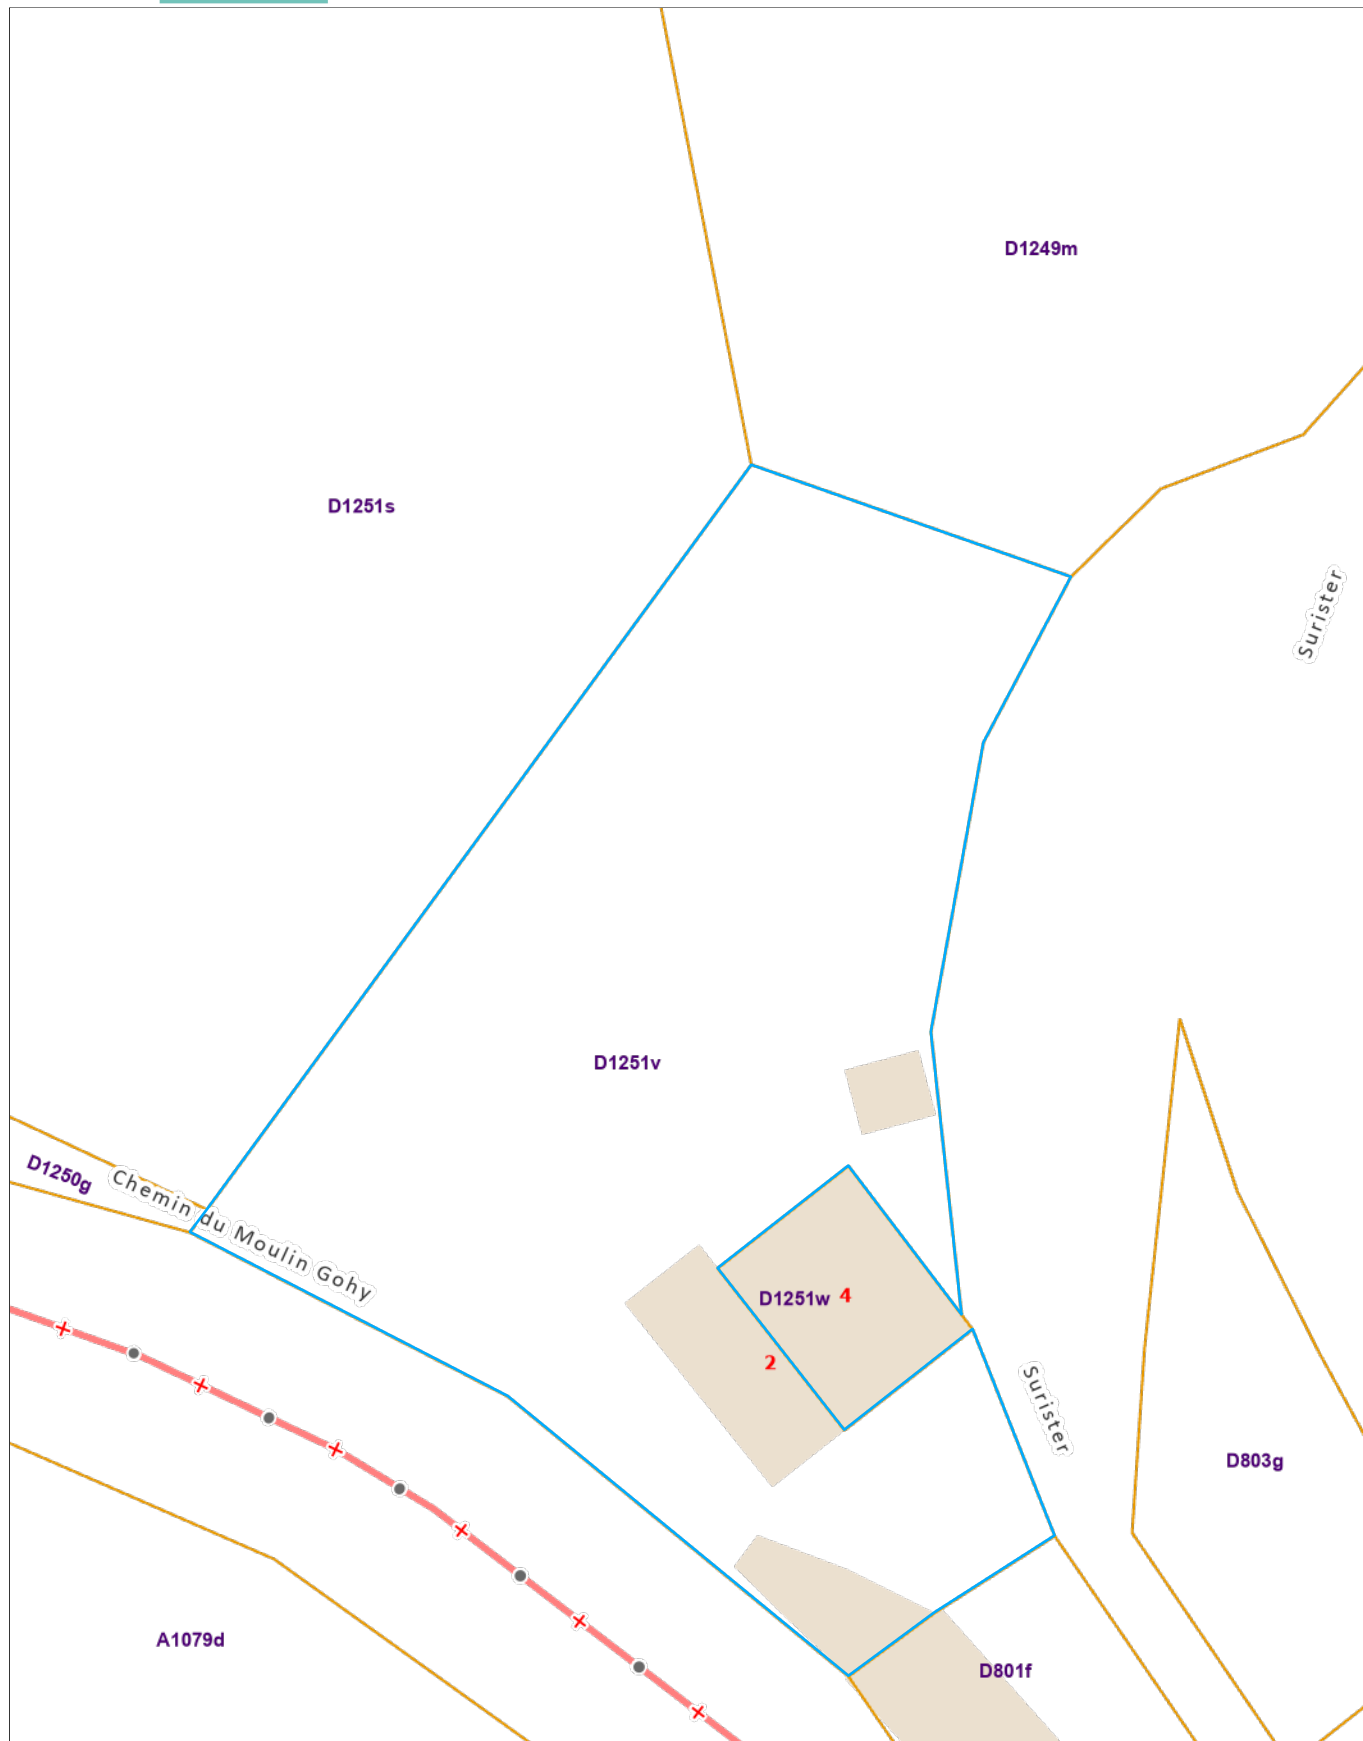 D1249m
D1251s
Surister
D1251v
D1250g
Chemin du Moulin Gohy
D1251w 4
2
Surister
D803g
A1079d
D801f